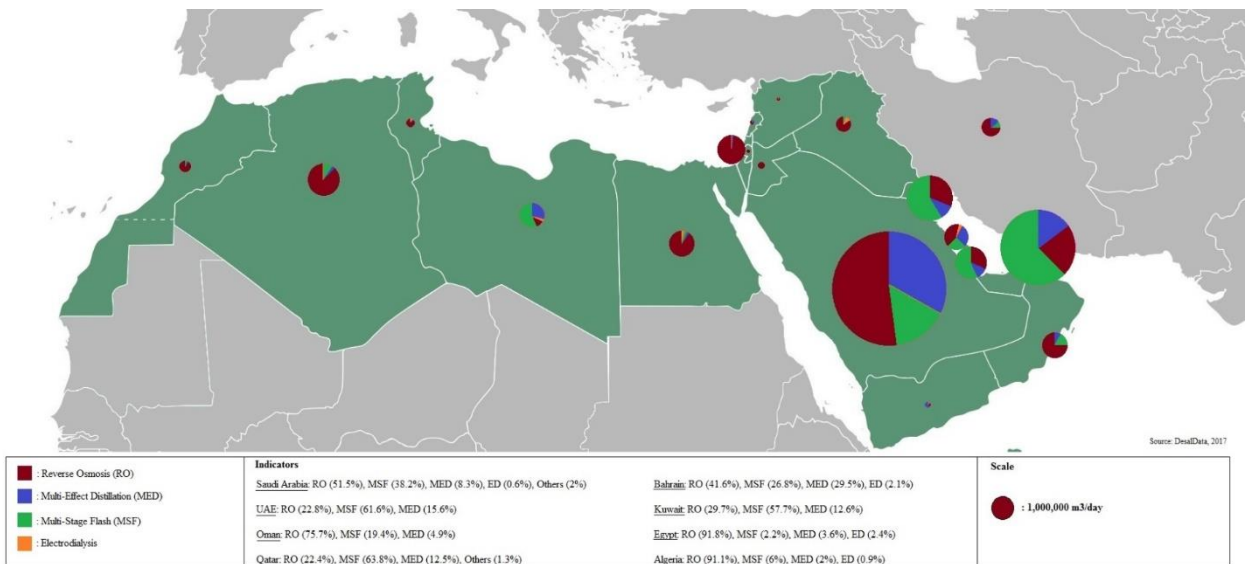 Source: DesalData, 2017
: Reverse Osmosis (RO)
: Multi-Effect Distillation (MED)
: Multi-Stage Flash (MSF)
: Electrodialysis
Indicators
Saudi Arabia: RO (51.5%), MSF (38.2%), MED (8.3%), ED (0.6%), Others (2%)
UAE: RO (22.8%), MSF (61.6%), MED (15.6%)
Oman: RO (75.7%), MSF (19.4%), MED (4.9%)
Qatar: RO (22.4%), MSF (63.8%), MED (12.5%), Others (1.3%)
Bahrain: RO (41.6%), MSF (26.8%), MED (29.5%), ED (2.1%)
Kuwait: RO (29.7%), MSF (57.7%), MED (12.6%)
Egypt: RO (91.8%), MSF (2.2%), MED (3.6%), ED (2.4%)
Algeria: RO (91.1%), MSF (6%), MED (2%), ED (0.9%)
Scale
: 1,000,000 m3/day